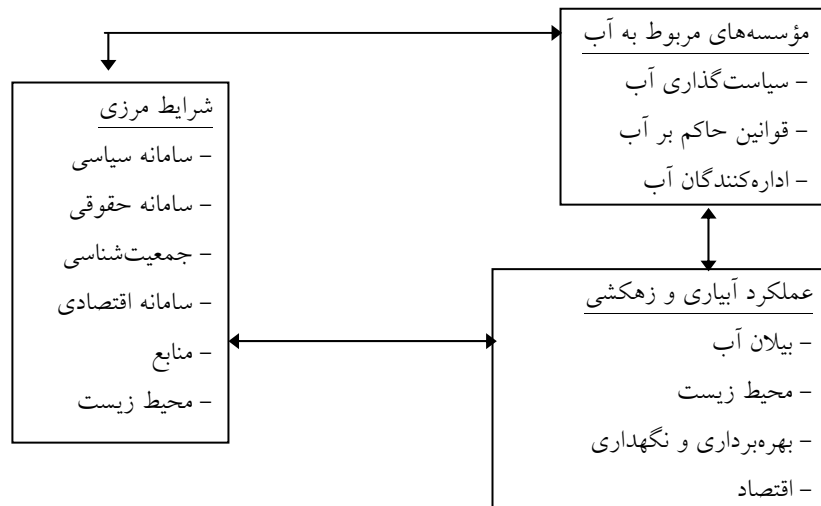 مؤسسه‌های مربوط به آب
– سیاست‌گذاری آب
– قوانین حاکم بر آب
– اداره‌کنندگان آب
شرایط مرزی
– سامانه سیاسی
– سامانه حقوقی
– جمعیت‌شناسی
– سامانه اقتصادی
– منابع
– محیط زیست
عملکرد آبیاری و زهکشی
– بیلان آب
– محیط زیست
– بهره‌برداری و نگهداری
– اقتصاد